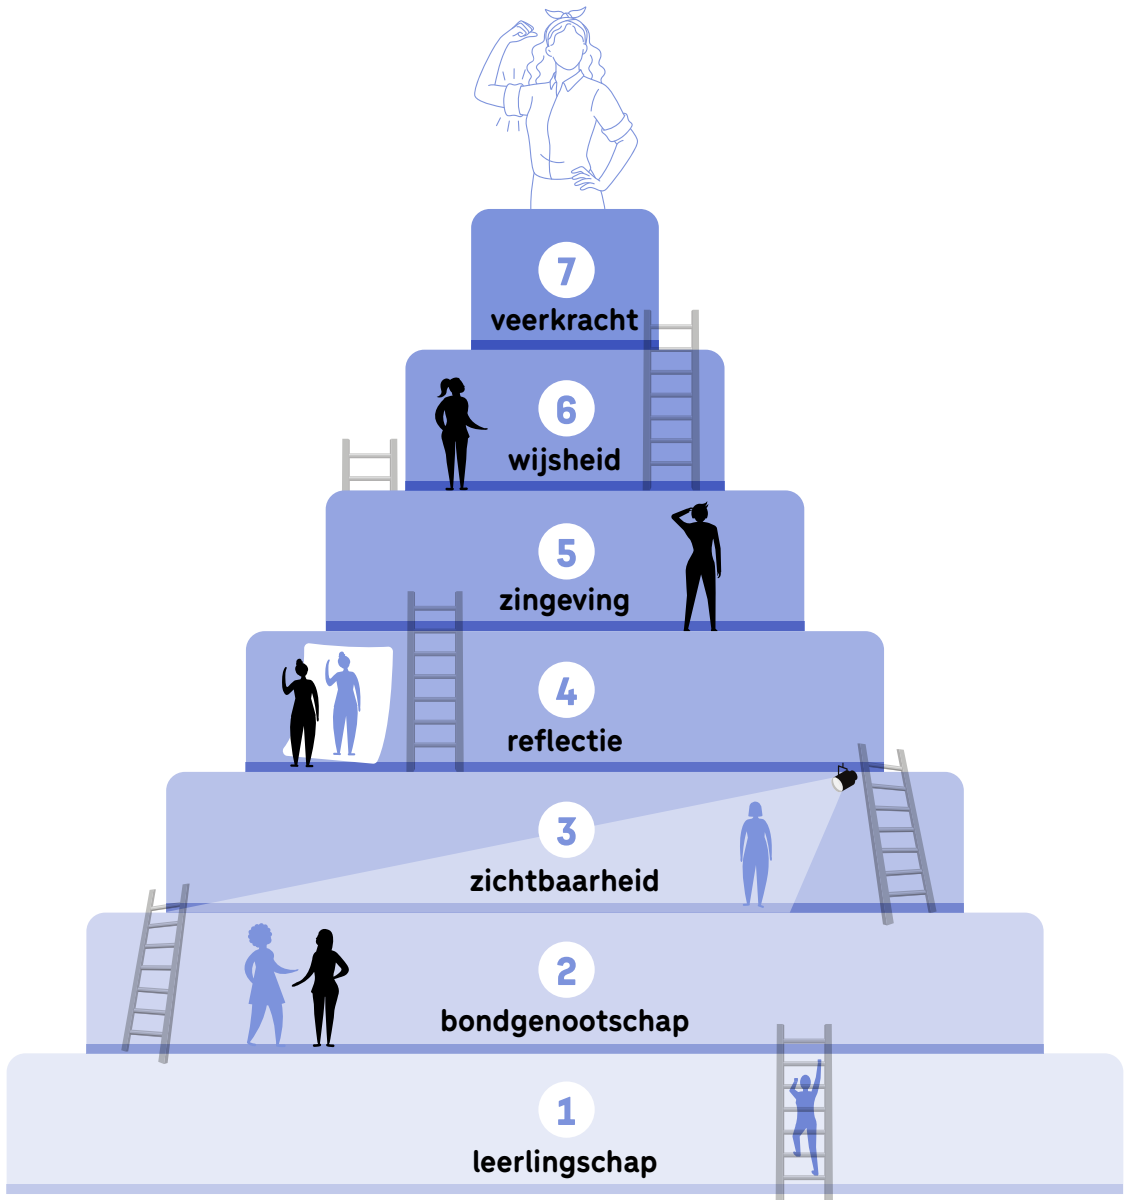 7
veerkracht
6
wijsheid
5
zingeving
4
reflectie
3
zichtbaarheid
2
bondgenootschap
1
leerlingschap